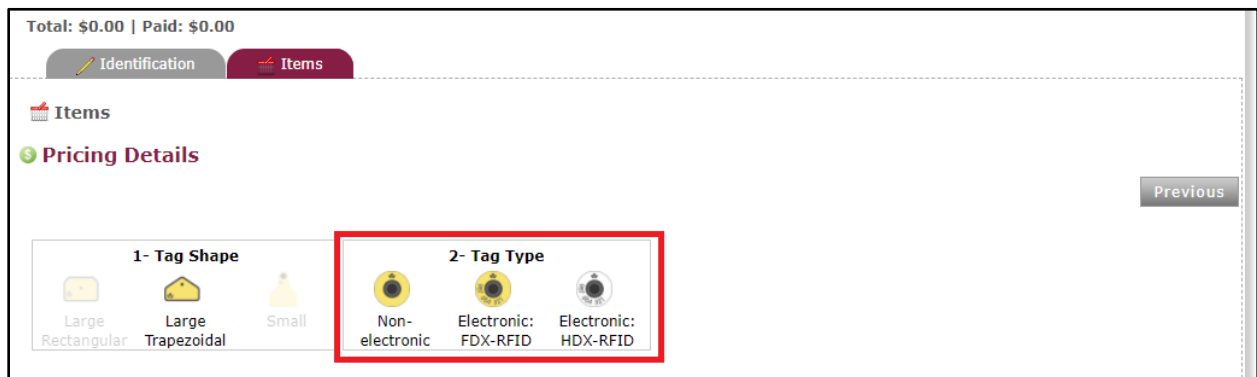 Total: $0.00 | Paid: $0.00
Identification
Items
Items
Pricing Details
Previous
1- Tag Shape
Large
Rectangular
Large
Trapezoidal
Small
2- Tag Type
Non-
electronic
Electronic:
FDX-RFID
Electronic:
HDX-RFID